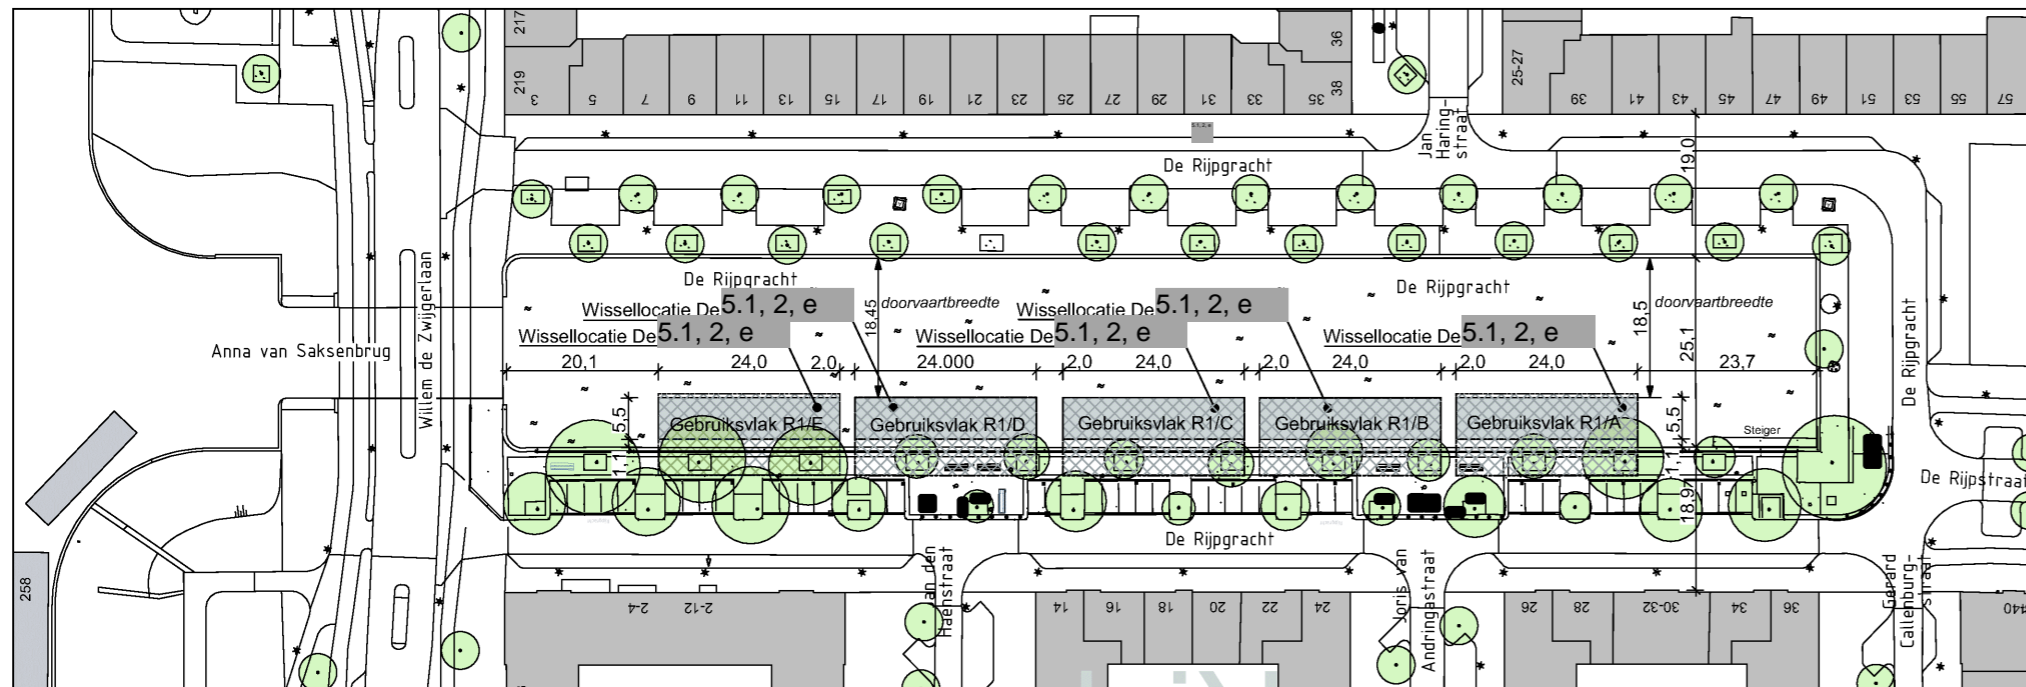 217
219
3
5
7
9
11
13
15
17
19
21
23
25
27
29
31
33
35
36
38
25-27
39
41
43
45
47
49
51
53
55
57
Jan
Haring-
straat
19,0
De Rijpgracht
De Rijpgracht
De Rijpgracht
Willem de Zwijgerlaan
Anna van Saksenbrug
Wissellocatie De 5.1, 2, e
Wissellocatie De 5.1, 2, e
Wissellocatie De 5.1, 2, e
Wissellocatie De 5.1, 2, e
Wissellocatie De 5.1, 2, e
18,45
doorvaartbreedte
18,5
doorvaartbreedte
25,1
20,1
24,0
2,0
24.000
2,0
24,0
2,0
24,0
2,0
24,0
23,7
5,5
1,1
Gebruiksvlak R1/E
Gebruiksvlak R1/D
Gebruiksvlak R1/C
Gebruiksvlak R1/B
Gebruiksvlak R1/A
5,5
1,1
18,97
Steiger
De Rijpgracht
De Rijpstraat
De Rijpgracht
van den
Haenstraat
Joris van
Andringastraat
Gerard
Callenburg-
straat
258
2-4
2-12
14
16
18
20
22
24
26
28
30-32
34
36